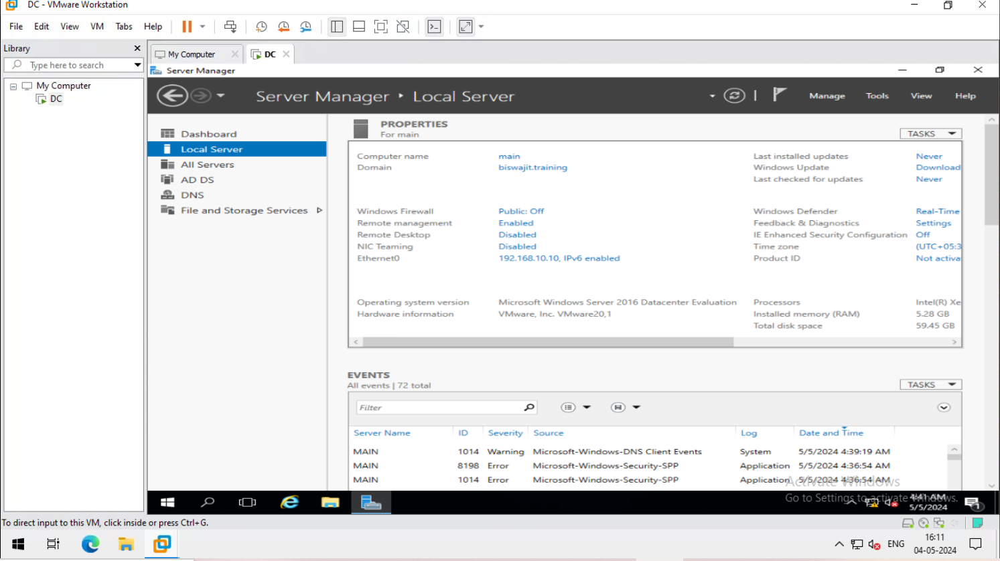 DC - VMware Workstation
File Edit View VM Tabs Help
Library
Type here to search
My Computer
DC
My Computer
DC
Server Manager
Server Manager ‣ Local Server
Manage Tools View Help
Dashboard
Local Server
All Servers
AD DS
DNS
File and Storage Services
PROPERTIES
For main
TASKS
Computer name main Last installed updates Never
Domain biswajit.training Windows Update Download
Last checked for updates Never
Windows Firewall Public: Off Windows Defender Real-Time
Remote management Enabled Feedback & Diagnostics Settings
Remote Desktop Disabled IE Enhanced Security Configuration Off
NIC Teaming Disabled Time zone (UTC+05:3
Ethernet0 192.168.10.10, IPv6 enabled Product ID Not activa
Operating system version Microsoft Windows Server 2016 Datacenter Evaluation Processors Intel(R) Xe
Hardware information VMware, Inc. VMware20,1 Installed memory (RAM) 5.28 GB
Total disk space 59.45 GB
EVENTS
All events | 72 total
TASKS
Filter
Server Name ID Severity Source Log Date and Time
MAIN 1014 Warning Microsoft-Windows-DNS Client Events System 5/5/2024 4:39:19 AM
MAIN 8198 Error Microsoft-Windows-Security-SPP Application 5/5/2024 4:36:54 AM
MAIN 1014 Error Microsoft-Windows-Security-SPP Application 5/5/2024 4:36:54 AM
Activate Windows
Go to Settings to activate Windows.
4:41 AM
5/5/2024
1
To direct input to this VM, click inside or press Ctrl+G.
ENG
16:11
04-05-2024